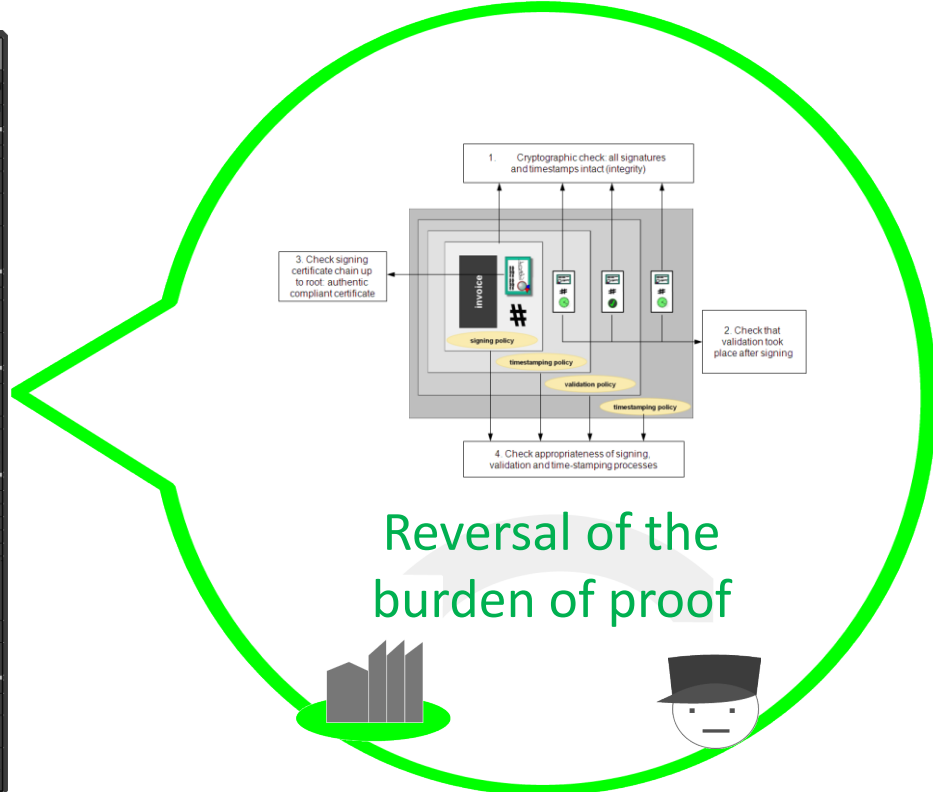 1. Cryptographic check: all signatures
and timestamps intact (integrity)
3. Check signing
certificate chain up
to root: authentic
compliant certificate
invoice
#
#
#
#
signing policy
timestamping policy
validation policy
timestamping policy
2. Check that
validation took
place after signing
4. Check appropriateness of signing,
validation and time-stamping processes
Reversal of the
burden of proof